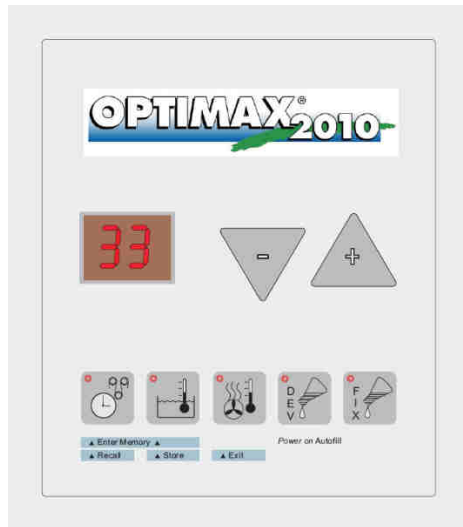 OPTIMAX® 2010
33
- +
DEV FIX
▲ Enter Memory ▲ Power on Autofill
▲ Recall ▲ Store ▲ Exit